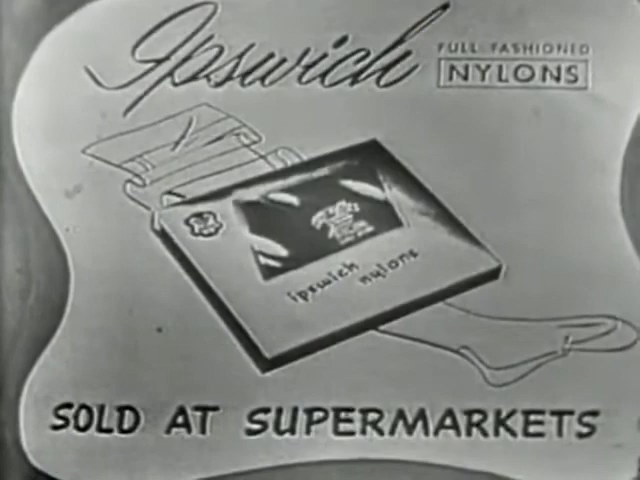 Ipswich
FULL FASHIONED
NYLONS
ipswich
nylons
SOLD AT SUPERMARKETS